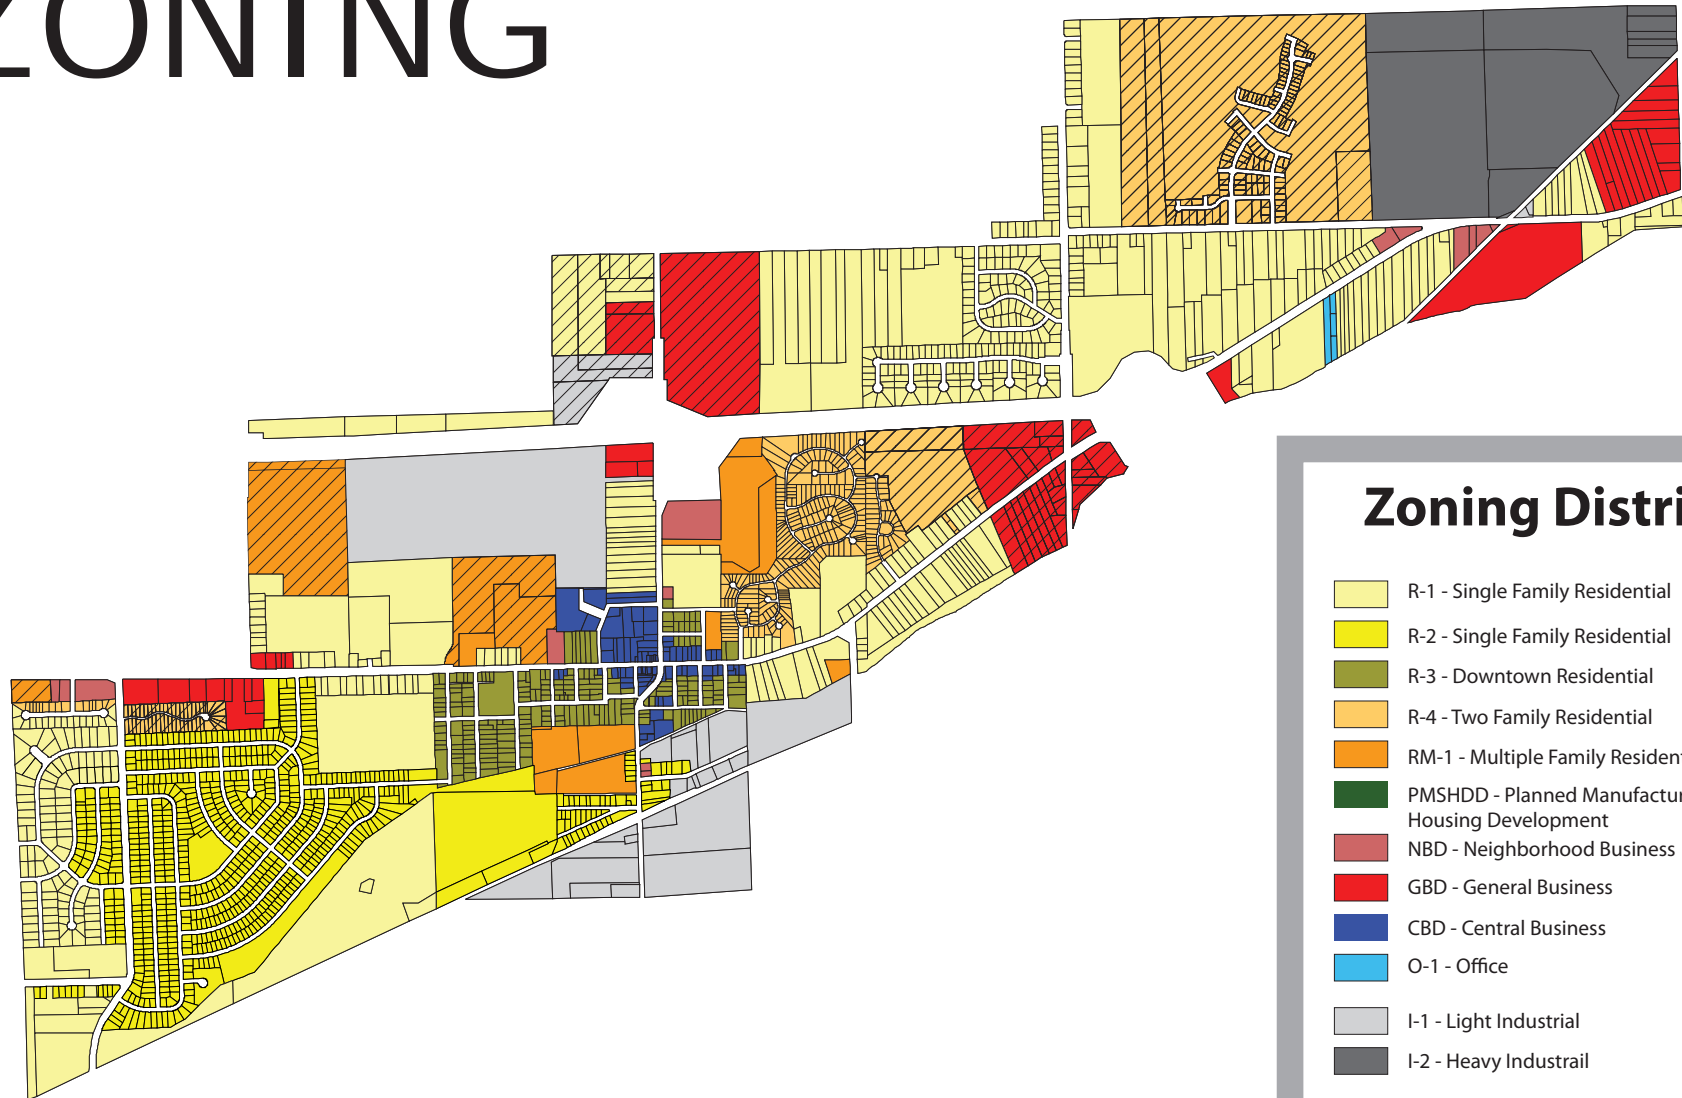 ZONING
Zoning Distri
R-1 - Single Family Residential
R-2 - Single Family Residential
R-3 - Downtown Residential
R-4 - Two Family Residential
RM-1 - Multiple Family Residen
PMSHDD - Planned Manufactu
Housing Development
NBD - Neighborhood Business
GBD - General Business
CBD - Central Business
O-1 - Office
I-1 - Light Industrial
I-2 - Heavy Industrail